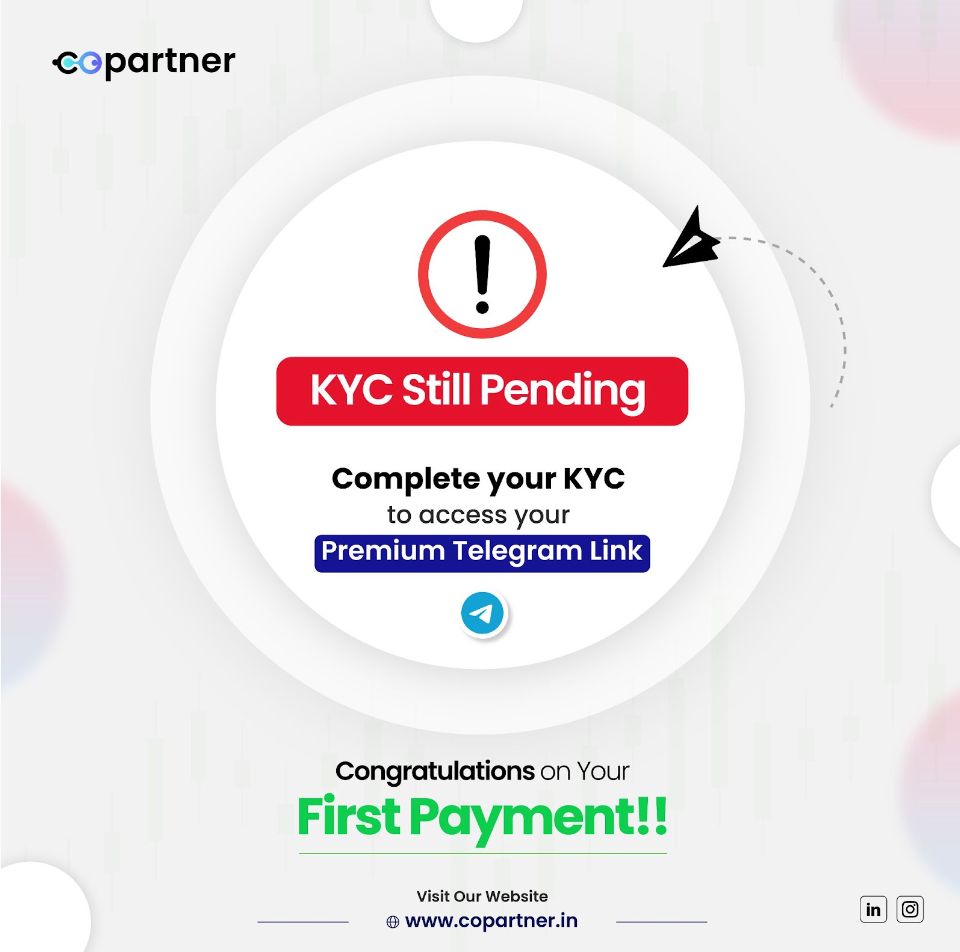 copartner
!
KYC Still Pending
Complete your KYC
to access your
Premium Telegram Link
Congratulations on Your
First Payment!!
Visit Our Website
www.copartner.in
in